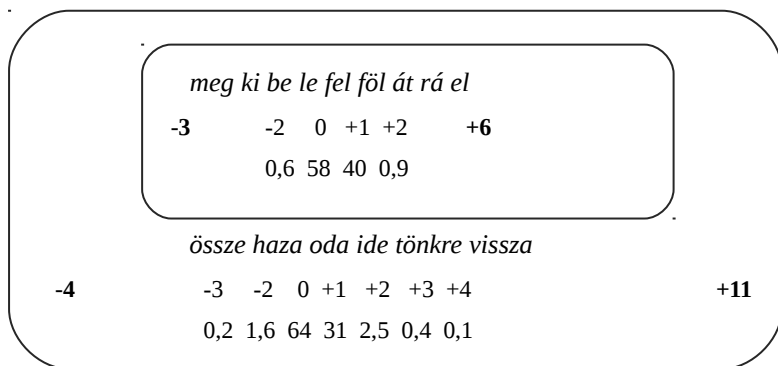 meg ki be le fel föl át rá el
-3 -2 0 +1 +2 +6
0,6 58 40 0,9
össze haza oda ide tönkre vissza
-4 -3 -2 0 +1 +2 +3 +4 +11
0,2 1,6 64 31 2,5 0,4 0,1